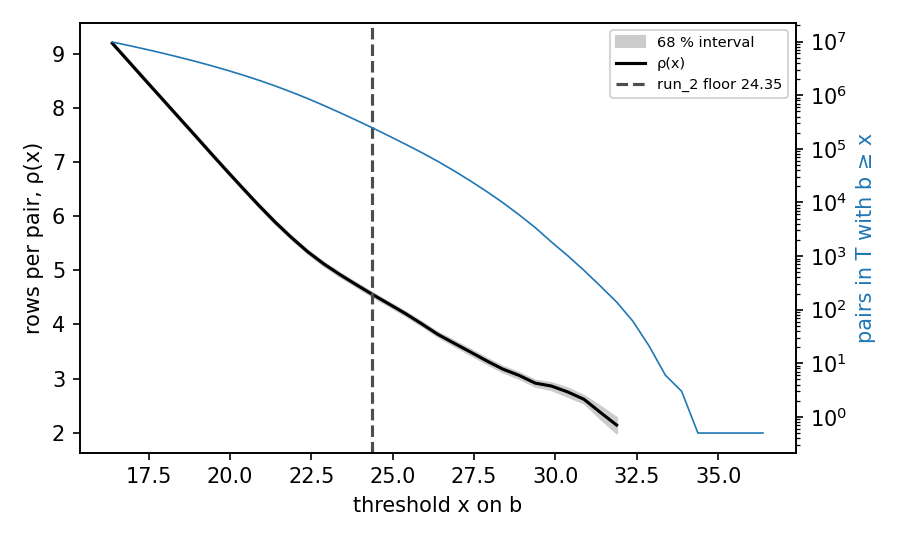 68 % interval
ρ(x)
run_2 floor 24.35
rows per pair, ρ(x)
9
8
7
6
5
4
3
2
10⁷
10⁶
10⁵
10⁴
10³
10²
10¹
10⁰
pairs in T with b ≥ x
17.5 20.0 22.5 25.0 27.5 30.0 32.5 35.0
threshold x on b